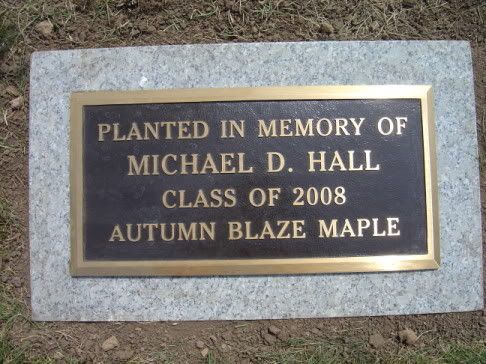 PLANTED IN MEMORY OF
MICHAEL D. HALL
CLASS OF 2008
AUTUMN BLAZE MAPLE